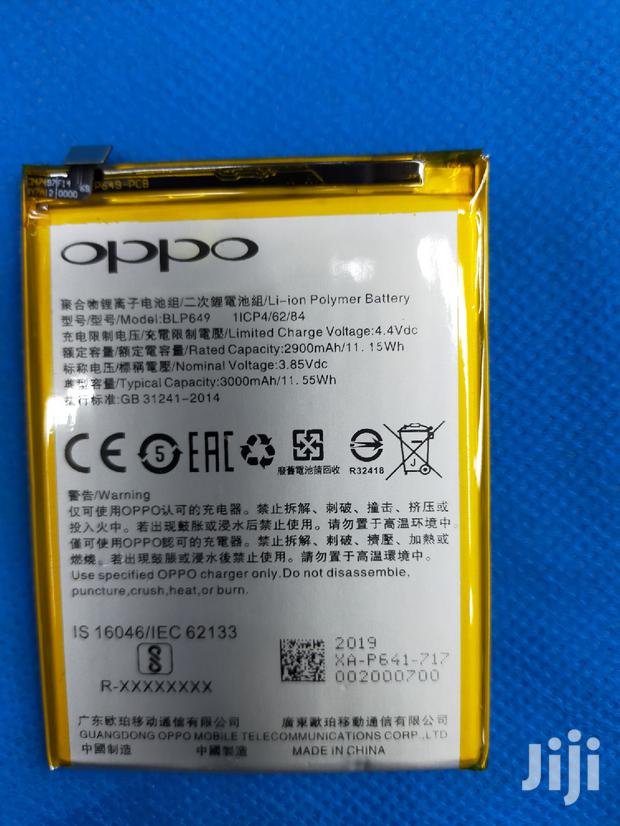 P649-PCB
oppo
聚合物锂离子电池组/二次鋰電池組/Li-ion Polymer Battery
型号/型号/Model:BLP649 1ICP4/62/84
充电限制电压/充電限制電壓/Limited Charge Voltage:4.4Vdc
额定容量/額定電容量/Rated Capacity:2900mAh/11.15Wh
标称电压/標稱電壓/Nominal Voltage:3.85Vdc
典型容量/Typical Capacity:3000mAh/11.55Wh
执行标准:GB 31241-2014
CE 5 EAC
廢舊電池請回收
R32418
警告/Warning
仅可使用OPPO认可的充电器。禁止拆解、刺破、撞击、挤压或
投入火中。若出现鼓胀或浸水后禁止使用。请勿置于高温环境中。
僅可使用OPPO認可的充電器。禁止拆解、刺破、擠壓、加熱或
燃燒。若出現鼓脹或浸水後禁止使用。請勿置于高溫環境中。
Use specified OPPO charger only.Do not disassemble,
puncture,crush,heat,or burn.
IS 16046/IEC 62133
R-XXXXXXXX
2019
XA-P641-717
002000700
广东欧珀移动通信有限公司 廣東歐珀移動通信有限公司
GUANGDONG OPPO MOBILE TELECOMMUNICATIONS CORP.,LTD
中國制造 中國製造 MADE IN CHINA
Jiji